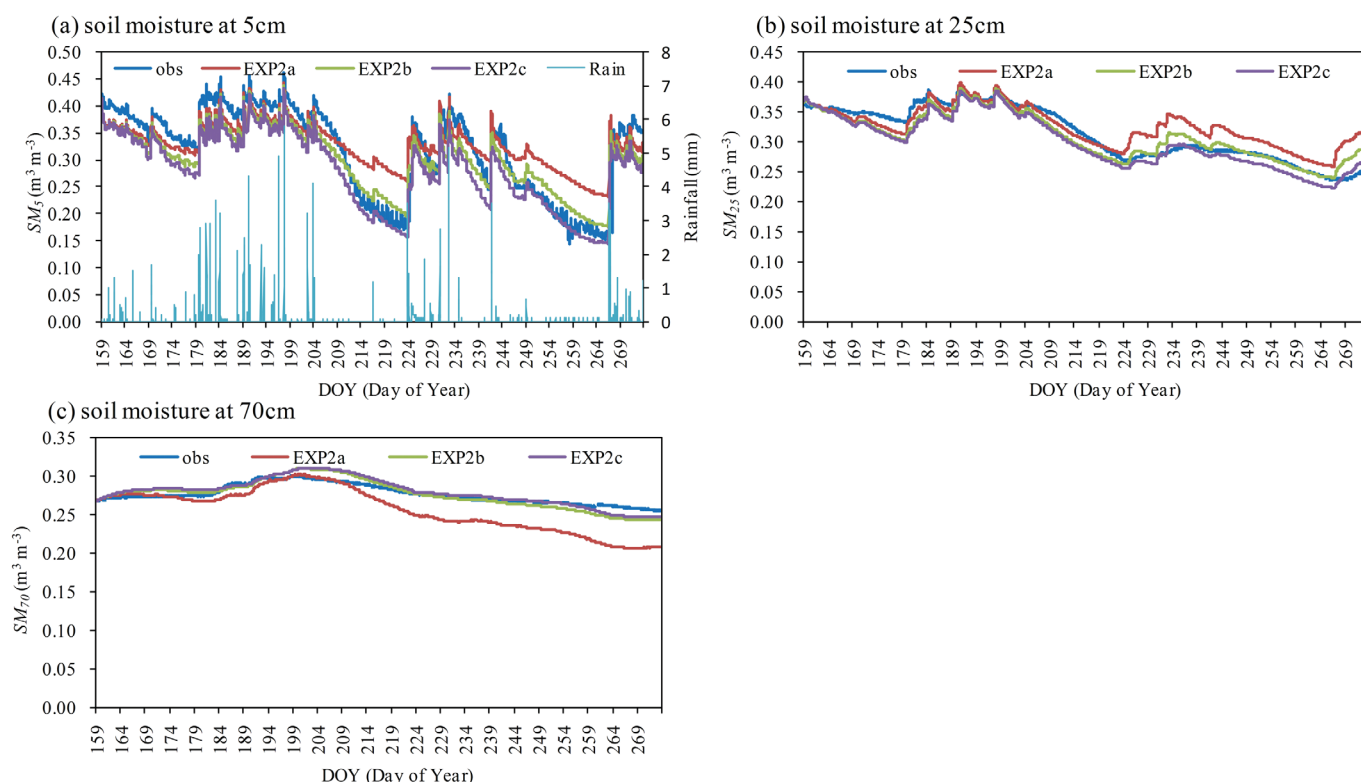 (a) soil moisture at 5cm
obs EXP2a EXP2b EXP2c Rain
SM5 (m3 m-3)
0.50
0.45
0.40
0.35
0.30
0.25
0.20
0.15
0.10
0.05
0.00
8
7
6
5
4
3
2
1
0
Rainfall (mm)
159 164 169 174 179 184 189 194 199 204 209 214 219 224 229 234 239 244 249 254 259 264 269
DOY (Day of Year)
(b) soil moisture at 25cm
obs EXP2a EXP2b EXP2c
SM25 (m3 m-3)
0.45
0.40
0.35
0.30
0.25
0.20
0.15
0.10
0.05
0.00
159 164 169 174 179 184 189 194 199 204 209 214 219 224 229 234 239 244 249 254 259 264 269
DOY (Day of Year)
(c) soil moisture at 70cm
obs EXP2a EXP2b EXP2c
SM70 (m3 m-3)
0.35
0.30
0.25
0.20
0.15
0.10
0.05
0.00
159 164 169 174 179 184 189 194 199 204 209 214 219 224 229 234 239 244 249 254 259 264 269
DOY (Day of Year)